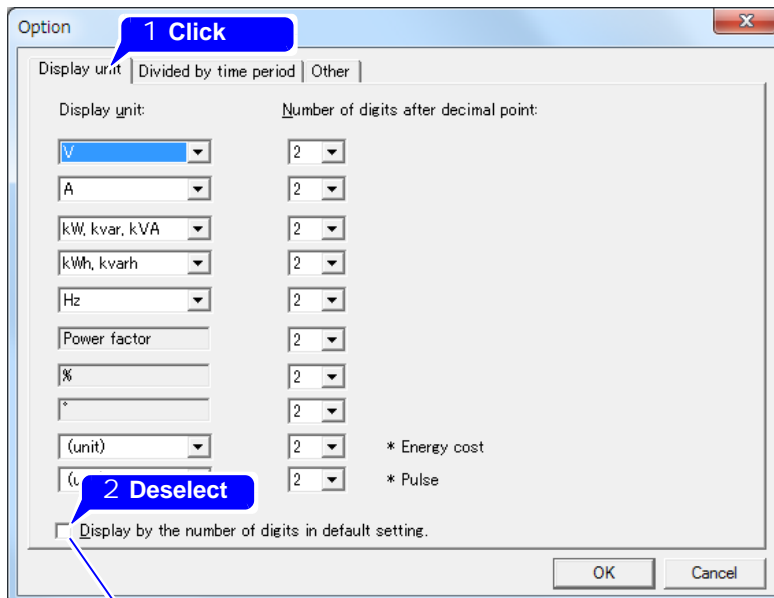 Option
1 Click
Display unit Divided by time period Other
Display unit: Number of digits after decimal point:
V 2
A 2
kW, kvar, kVA 2
kWh, kvarh 2
Hz 2
Power factor 2
% 2
° 2
(unit) 2 * Energy cost
2 * Pulse
2 Deselect
Display by the number of digits in default setting.
OK Cancel